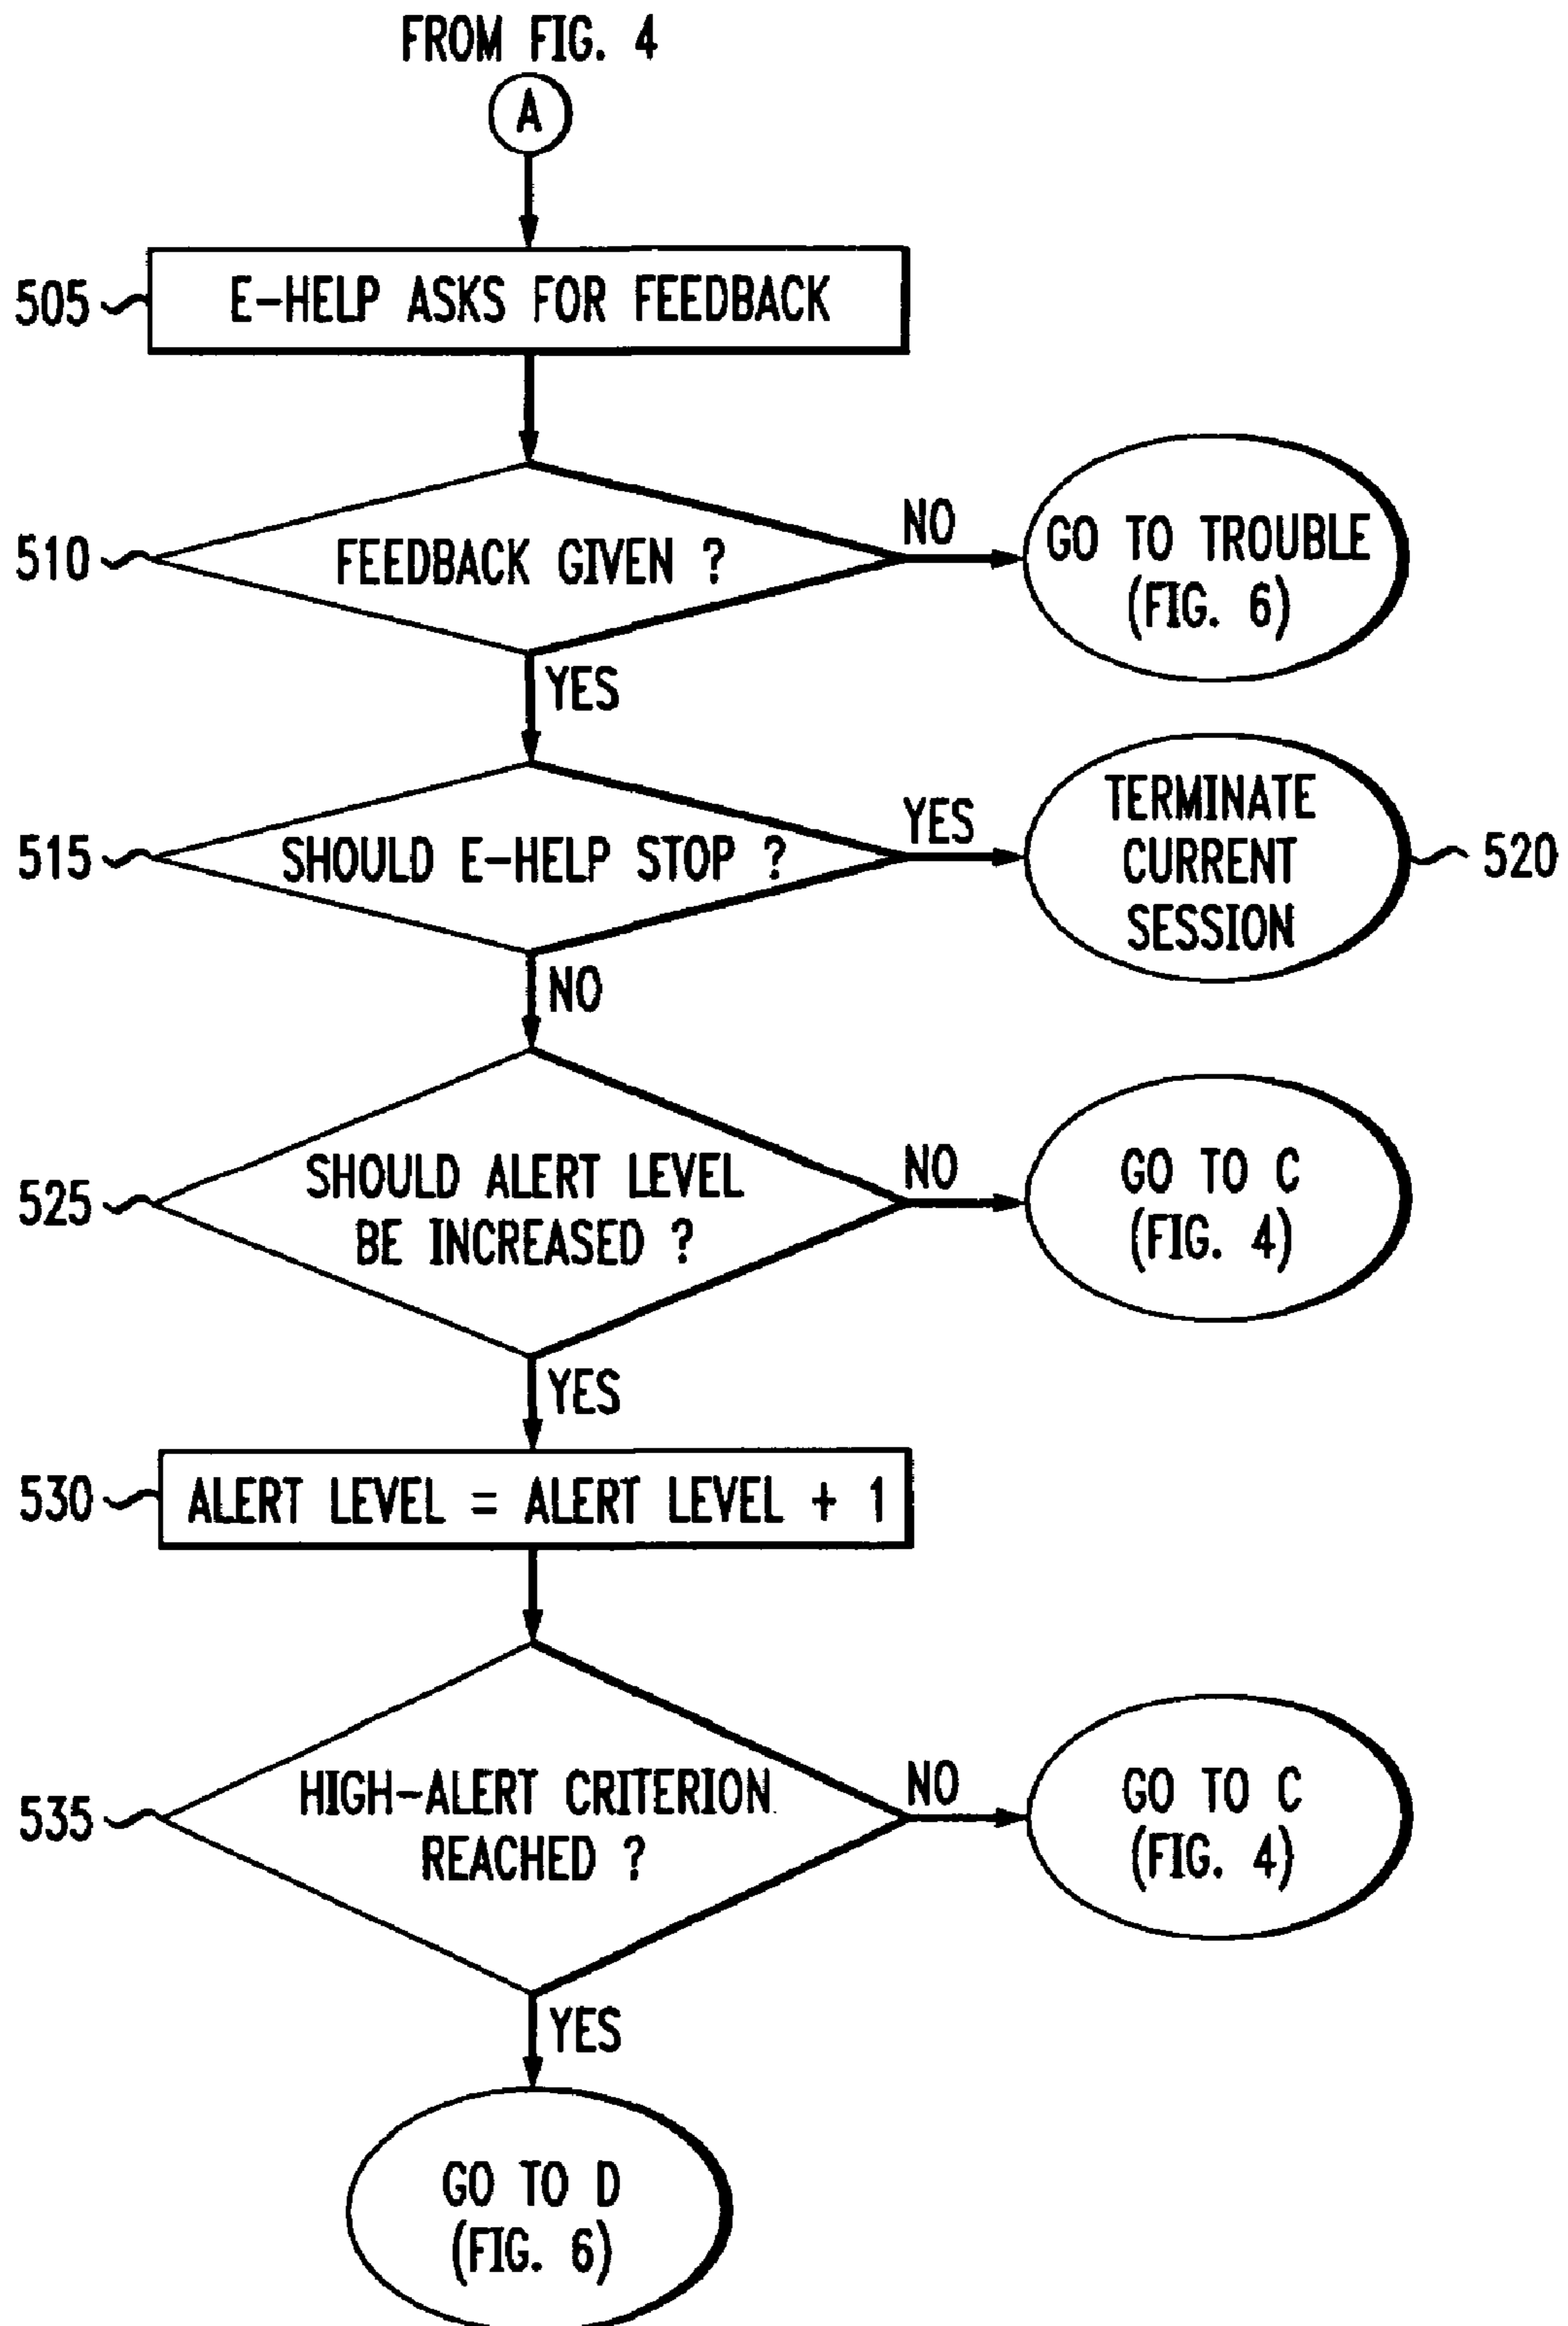 FROM FIG. 4
A
505
E-HELP ASKS FOR FEEDBACK
510
FEEDBACK GIVEN ?
NO
GO TO TROUBLE
(FIG. 6)
YES
515
SHOULD E-HELP STOP ?
YES
TERMINATE
CURRENT
SESSION
520
NO
525
SHOULD ALERT LEVEL
BE INCREASED ?
NO
GO TO C
(FIG. 4)
YES
530
ALERT LEVEL = ALERT LEVEL + 1
535
HIGH-ALERT CRITERION
REACHED ?
NO
GO TO C
(FIG. 4)
YES
GO TO D
(FIG. 6)